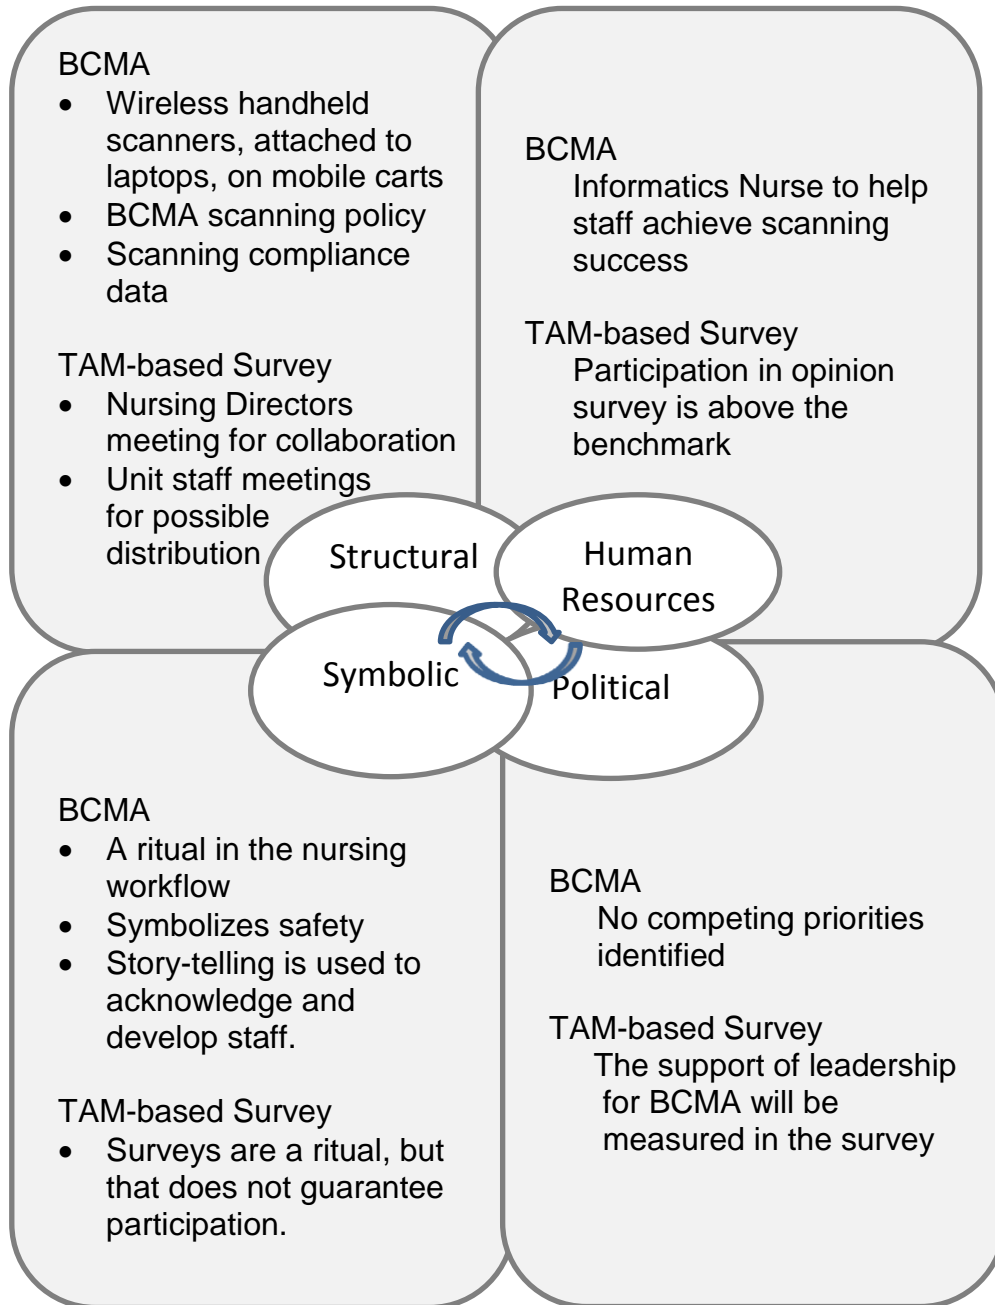 BCMA
• Wireless handheld
scanners, attached to
laptops, on mobile carts
• BCMA scanning policy
• Scanning compliance
data
TAM-based Survey
• Nursing Directors
meeting for collaboration
• Unit staff meetings
for possible
distribution
BCMA
Informatics Nurse to help
staff achieve scanning
success
TAM-based Survey
Participation in opinion
survey is above the
benchmark
Structural
Human
Resources
Symbolic
Political
BCMA
• A ritual in the nursing
workflow
• Symbolizes safety
• Story-telling is used to
acknowledge and
develop staff.
TAM-based Survey
• Surveys are a ritual, but
that does not guarantee
participation.
BCMA
No competing priorities
identified
TAM-based Survey
The support of leadership
for BCMA will be
measured in the survey